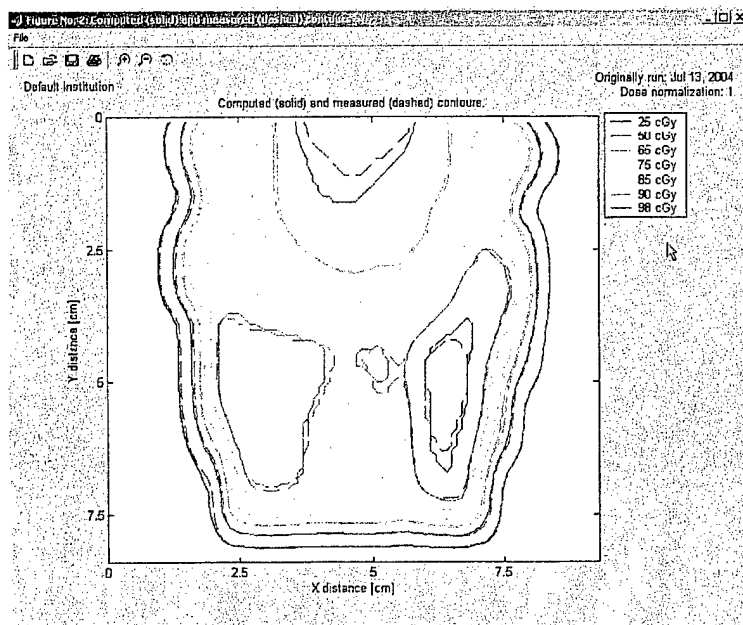 Figure No. 2: Computed (solid) and measured (dashed) contours
File
Default Institution
Originally run: Jul 13, 2004
Dose normalization: 1
Computed (solid) and measured (dashed) contours.
25 cGy
50 cGy
65 cGy
75 cGy
85 cGy
90 cGy
98 cGy
0
2.5
5
7.5
Y distance [cm]
0
2.5
5
7.5
X distance [cm]